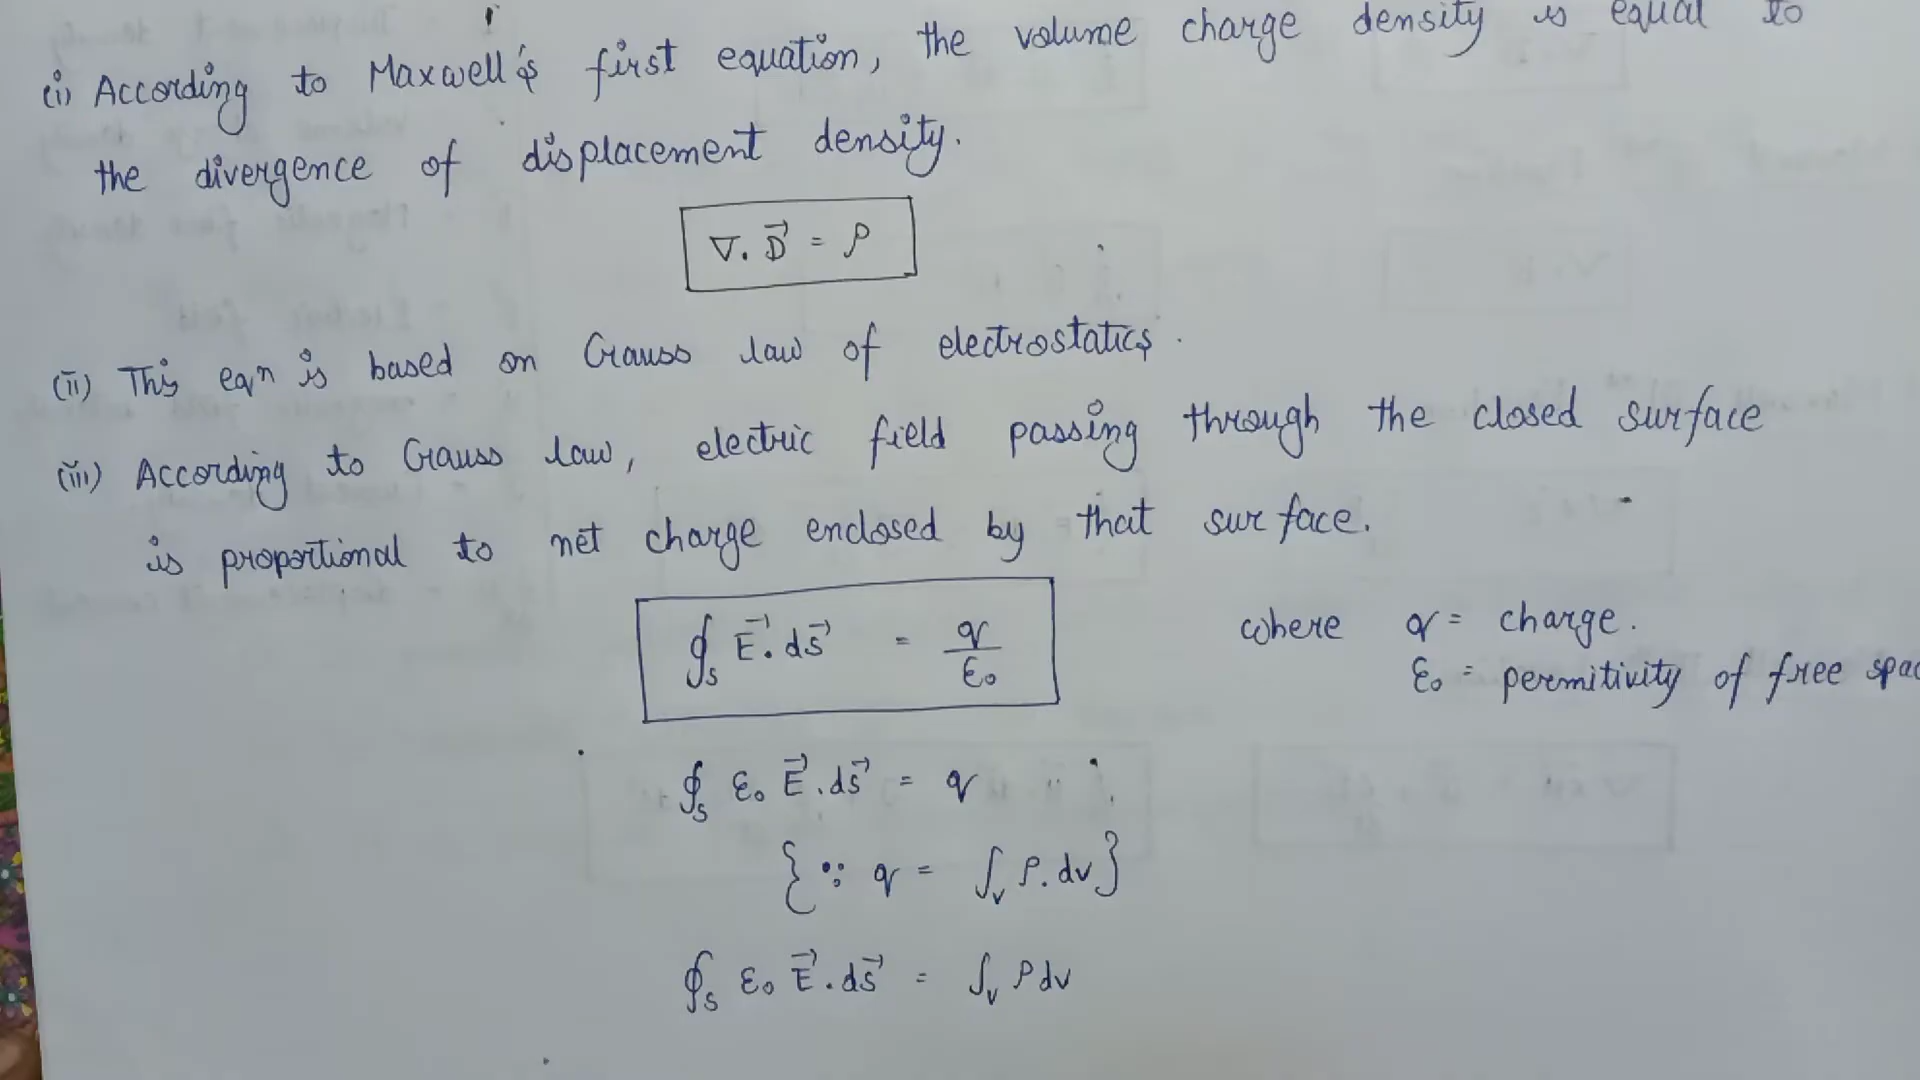 (i) According to Maxwell's first equation, the volume charge density is equal to
the divergence of displacement density.
∇. D⃗ = ρ
(ii) This eqn is based on Gauss law of electrostatics.
(iii) According to Gauss law, electric field passing through the closed surface
is proportional to net charge enclosed by that surface.
∮s E⃗. ds⃗ = q/ε₀ where q = charge.
ε₀ = permitivity of free spac
∮s ε₀ E⃗ . ds⃗ = q
{∵ q = ∫v ρ. dv}
∮s ε₀ E⃗ . ds⃗ = ∫v ρ dv